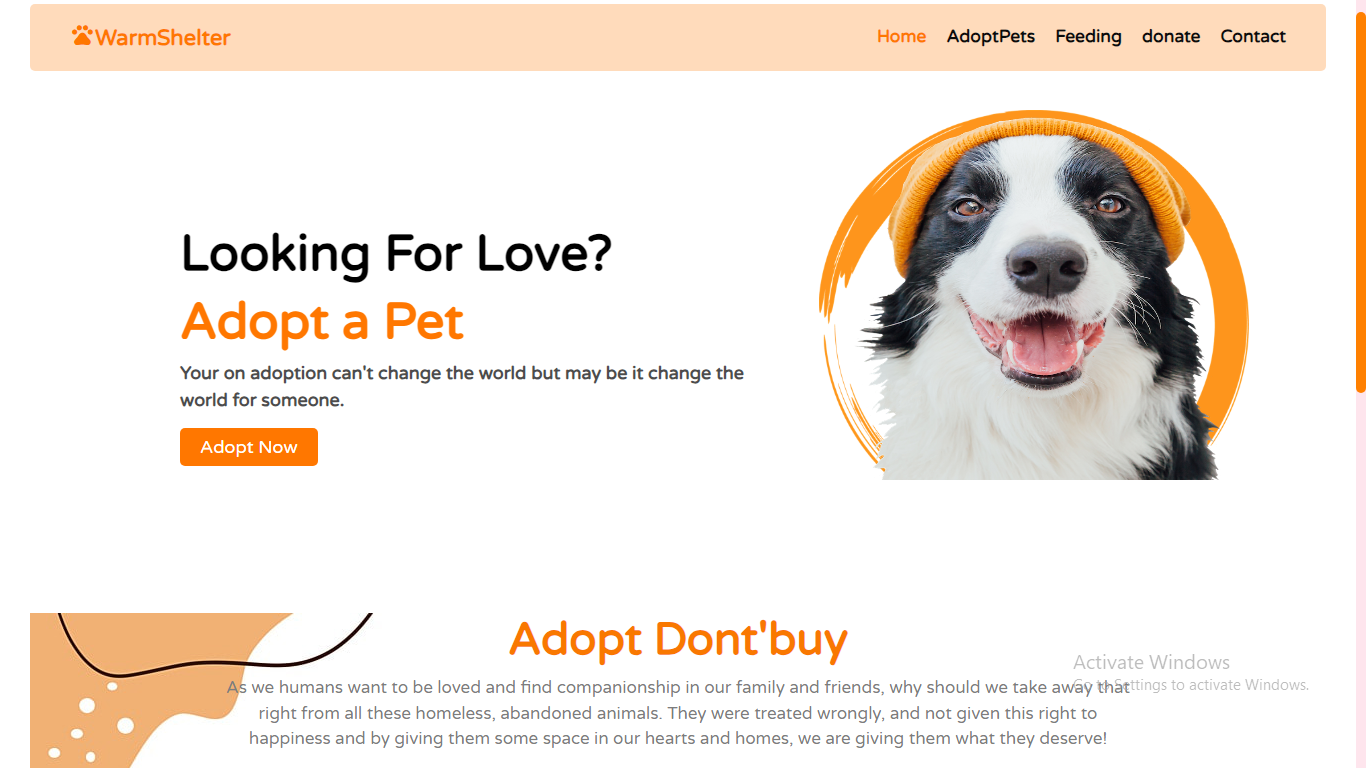 WarmShelter
Home AdoptPets Feeding donate Contact
Looking For Love?
Adopt a Pet
Your on adoption can't change the world but may be it change the
world for someone.
Adopt Now
Adopt Dont'buy
As we humans want to be loved and find companionship in our family and friends, why should we take away that
right from all these homeless, abandoned animals. They were treated wrongly, and not given this right to
happiness and by giving them some space in our hearts and homes, we are giving them what they deserve!
Activate Windows
Go to Settings to activate Windows.